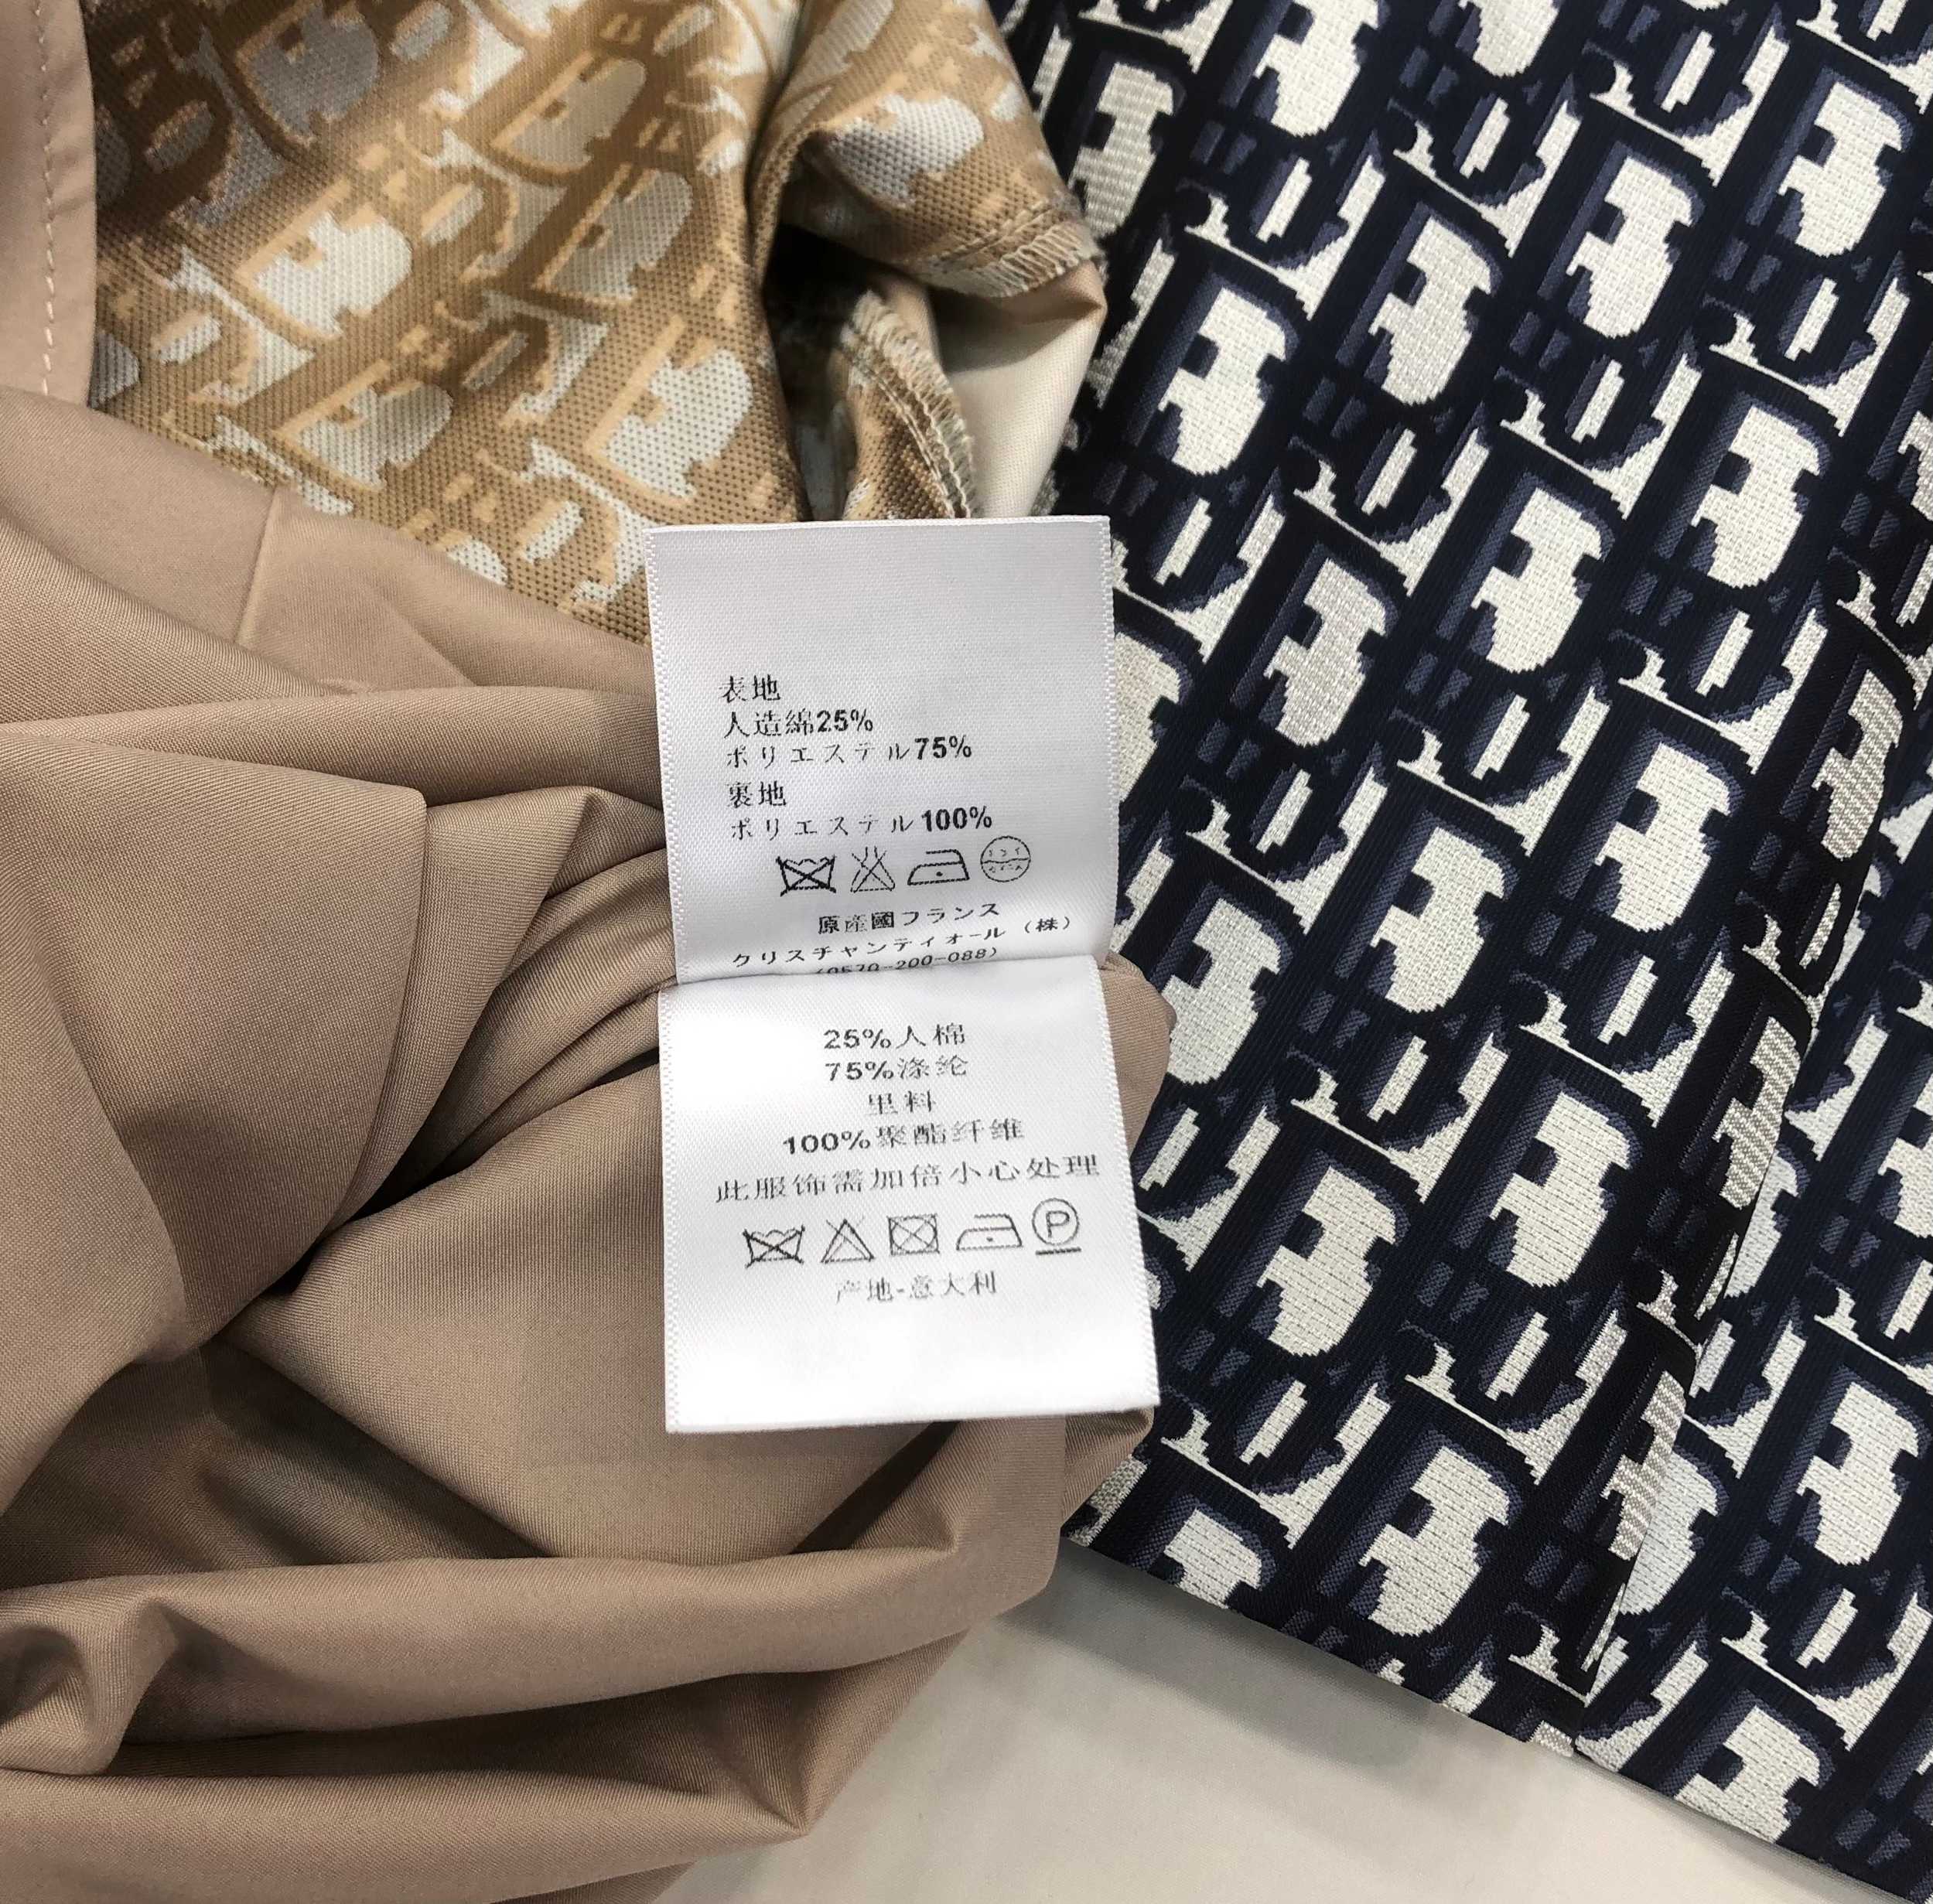 表地
人造綿25%
ポリエステル75%
裏地
ポリエステル100%
原産國フランス
クリスチャンディオール（株）
(0570-200-088)
25%人棉
75%涤纶
里料
100%聚酯纤维
此服饰需加倍小心处理
P
产地-意大利